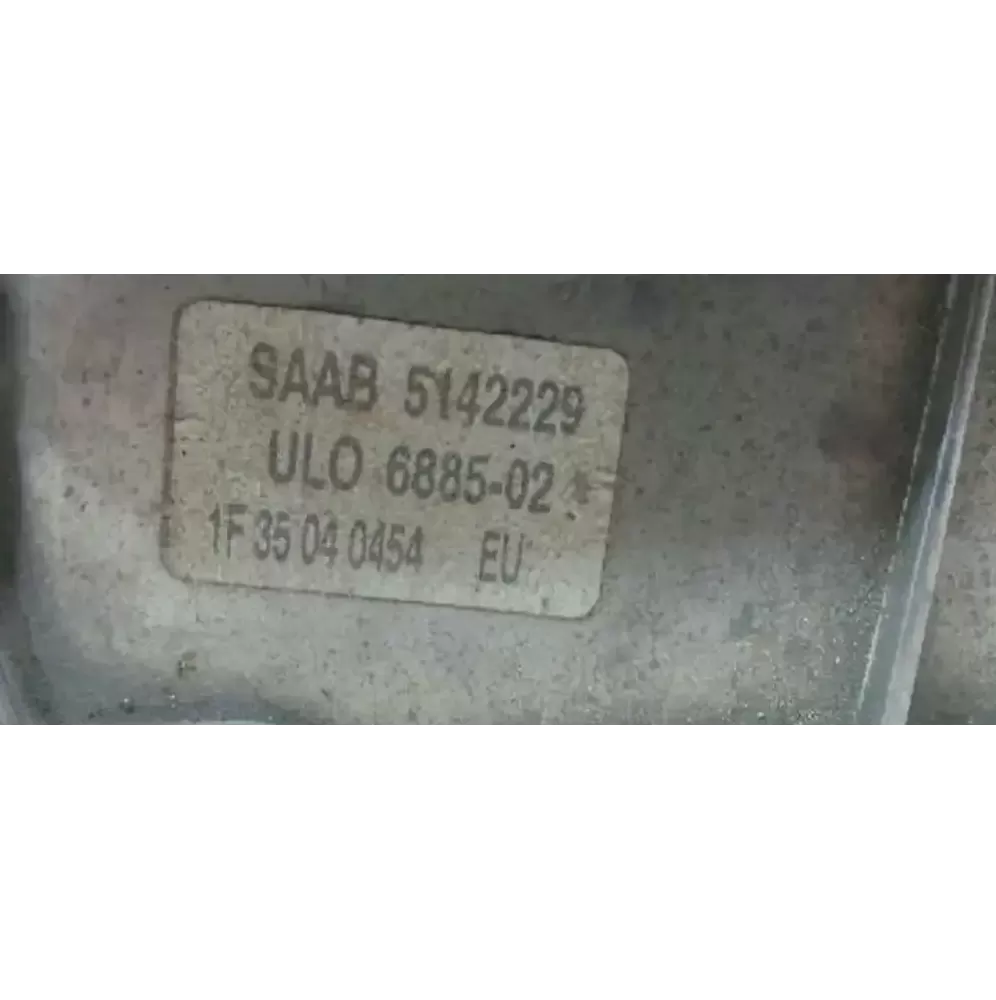 SAAB 5142229
ULO 6885-02
1F 35 04 0454 EU